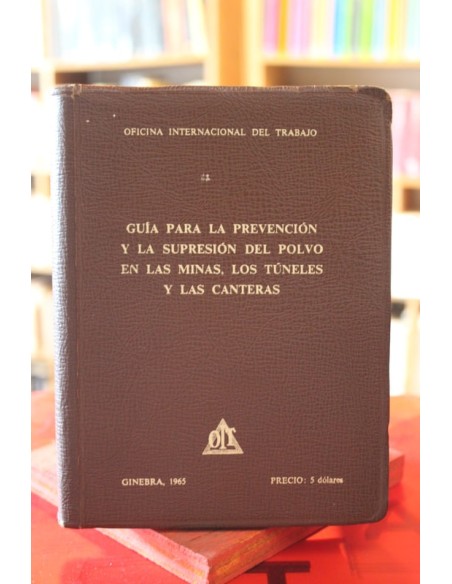 OFICINA INTERNACIONAL DEL TRABAJO
GUÍA PARA LA PREVENCIÓN
Y LA SUPRESIÓN DEL POLVO
EN LAS MINAS, LOS TÚNELES
Y LAS CANTERAS
OIT
GINEBRA, 1965 PRECIO: 5 dólares